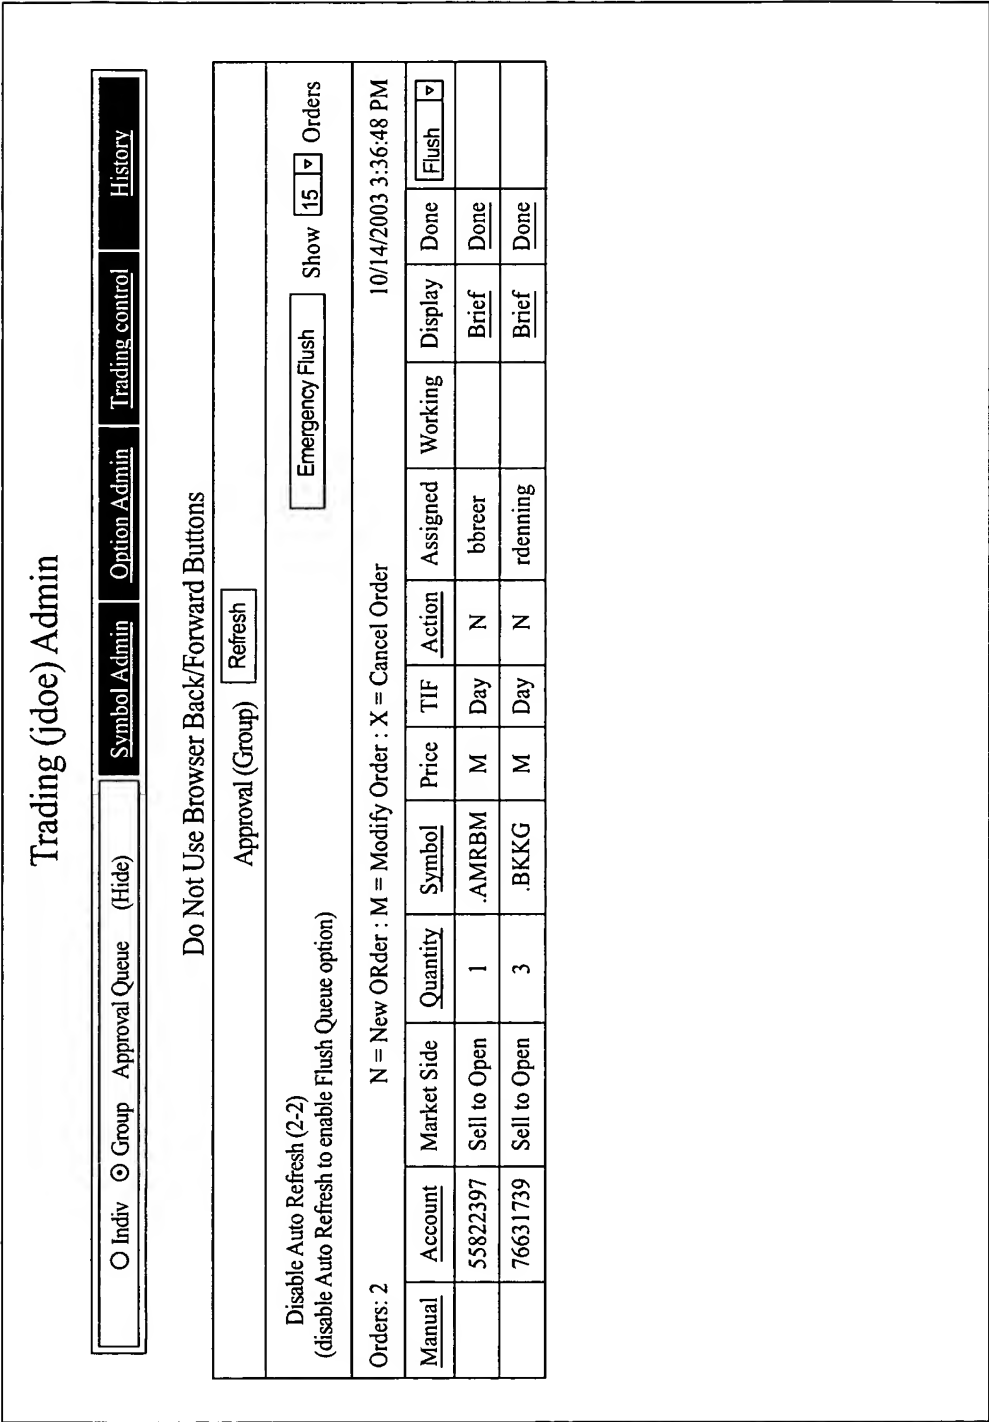 Trading (jdoe) Admin
Indiv Group Approval Queue (Hide) Symbol Admin Option Admin Trading control History
Do Not Use Browser Back/Forward Buttons
Approval (Group) Refresh
Disable Auto Refresh (2-2) Emergency Flush Show 15 Orders
(disable Auto Refresh to enable Flush Queue option)
Orders: 2 N = New ORder : M = Modify Order : X = Cancel Order 10/14/2003 3:36:48 PM
Manual Account Market Side Quantity Symbol Price TIF Action Assigned Working Display Done Flush
55822397 Sell to Open 1 .AMRBM M Day N bbreer Brief Done
76631739 Sell to Open 3 .BKKG M Day N rdenning Brief Done